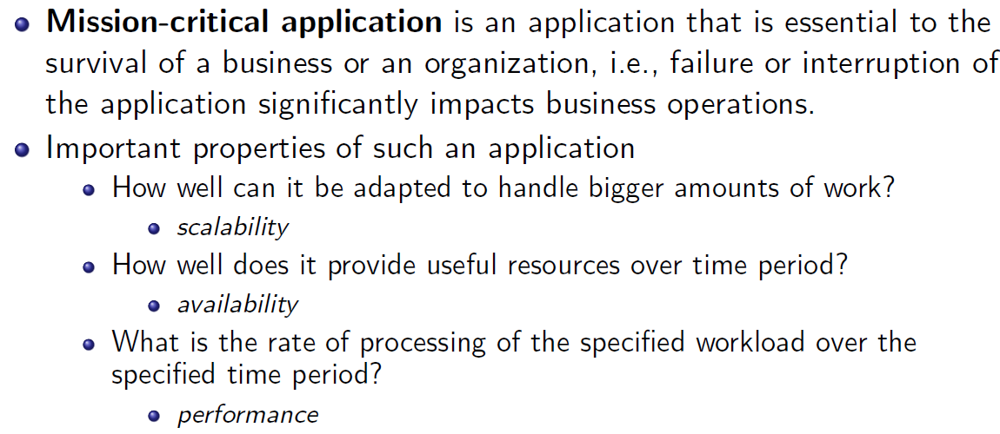 Mission-critical application is an application that is essential to the
survival of a business or an organization, i.e., failure or interruption of
the application significantly impacts business operations.
Important properties of such an application
How well can it be adapted to handle bigger amounts of work?
scalability
How well does it provide useful resources over time period?
availability
What is the rate of processing of the specified workload over the
specified time period?
performance